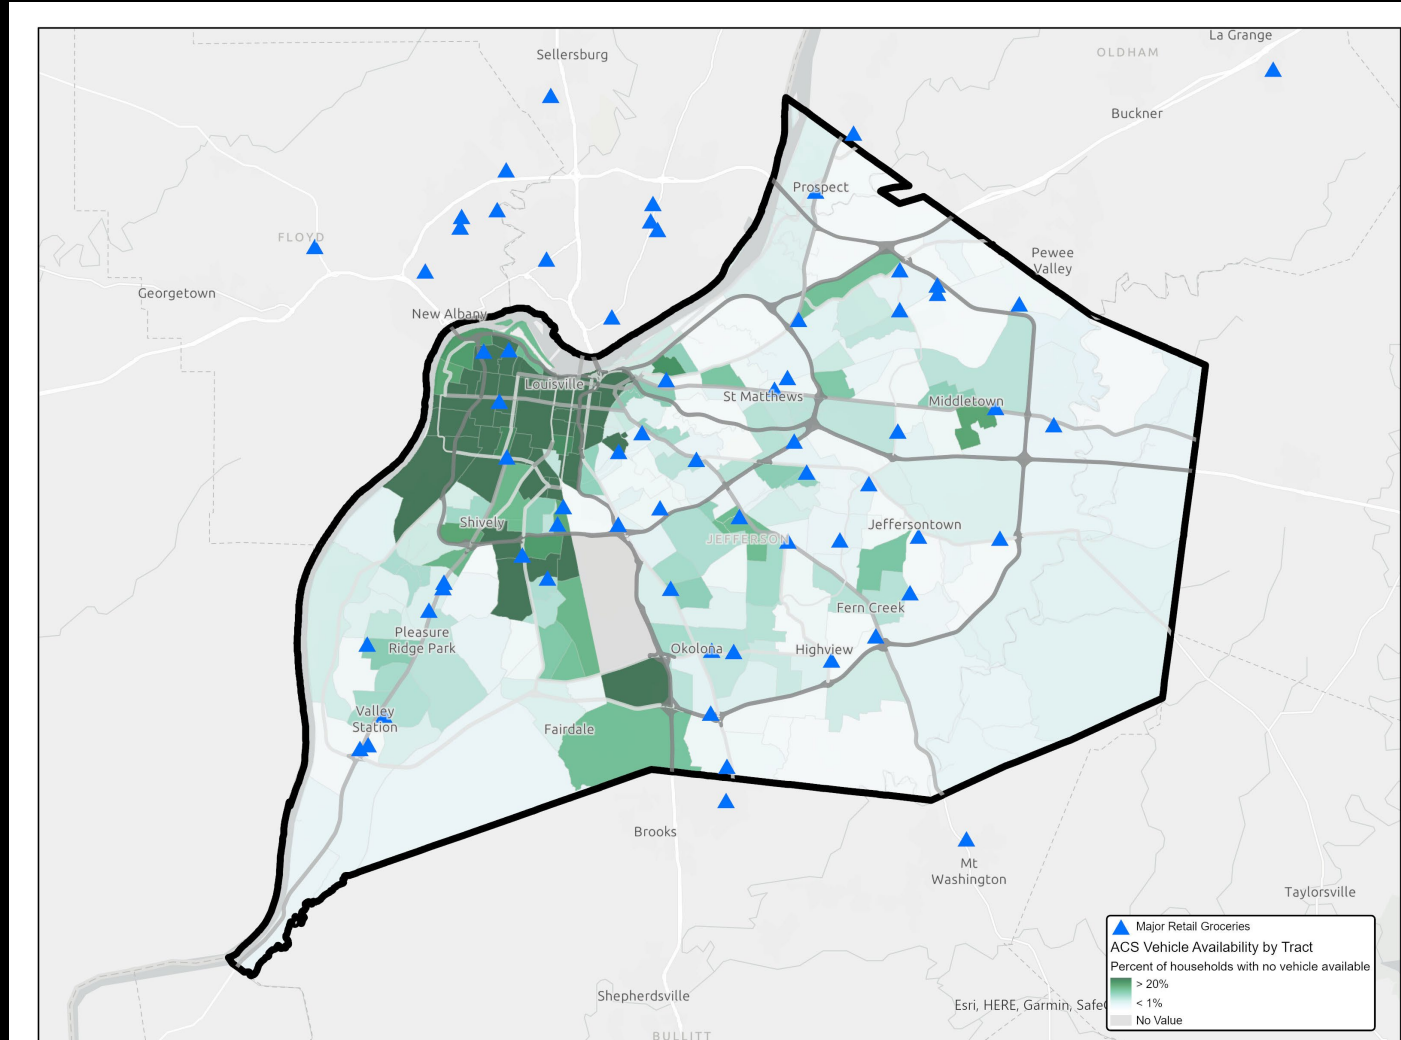 La Grange
OLDHAM
Sellersburg
Buckner
Prospect
FLOYD
Pewee
Valley
Georgetown
New Albany
Louisville
St Matthews
Middletown
Shively
Jeffersontown
JEFFERSON
Fern Creek
Pleasure
Ridge Park
Okolona
Highview
Valley
Station
Fairdale
Brooks
Mt
Washington
Taylorsville
Shepherdsville
BULLITT
Esri, HERE, Garmin, Safe
Major Retail Groceries
ACS Vehicle Availability by Tract
Percent of households with no vehicle available
> 20%
< 1%
No Value